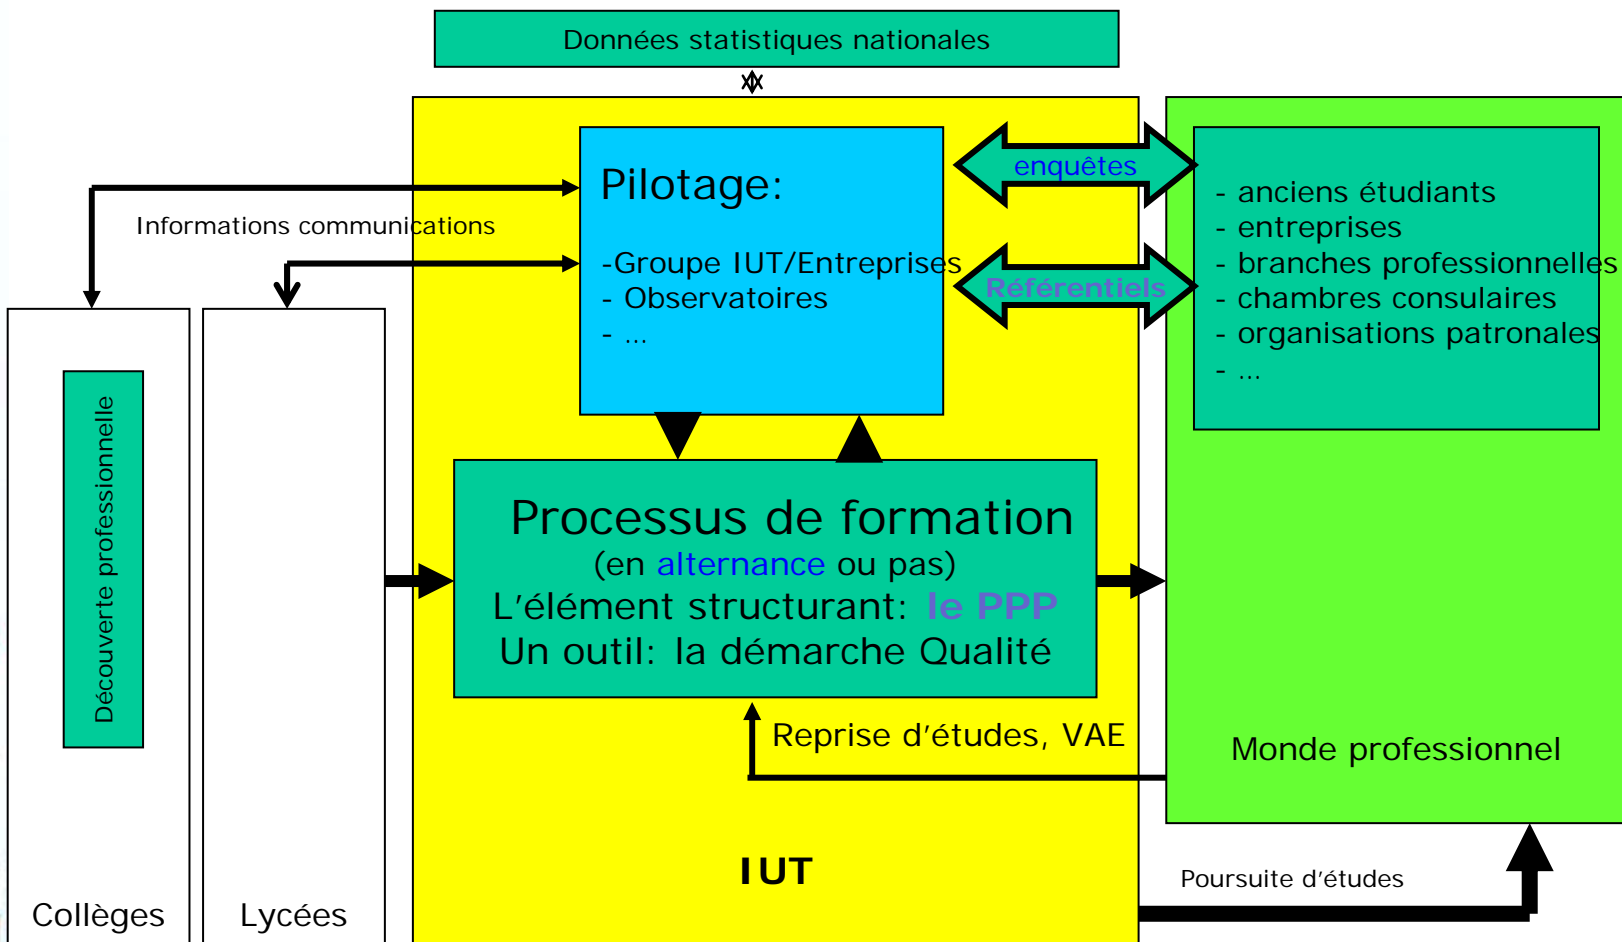 Données statistiques nationales
Pilotage:
-Groupe IUT/Entreprises
- Observatoires
- ...
enquêtes
Référentiels
- anciens étudiants
- entreprises
- branches professionnelles
- chambres consulaires
- organisations patronales
- ...
Informations communications
Découverte professionnelle
Processus de formation
(en alternance ou pas)
L'élément structurant: le PPP
Un outil: la démarche Qualité
Reprise d'études, VAE
Monde professionnel
IUT
Poursuite d'études
Collèges
Lycées